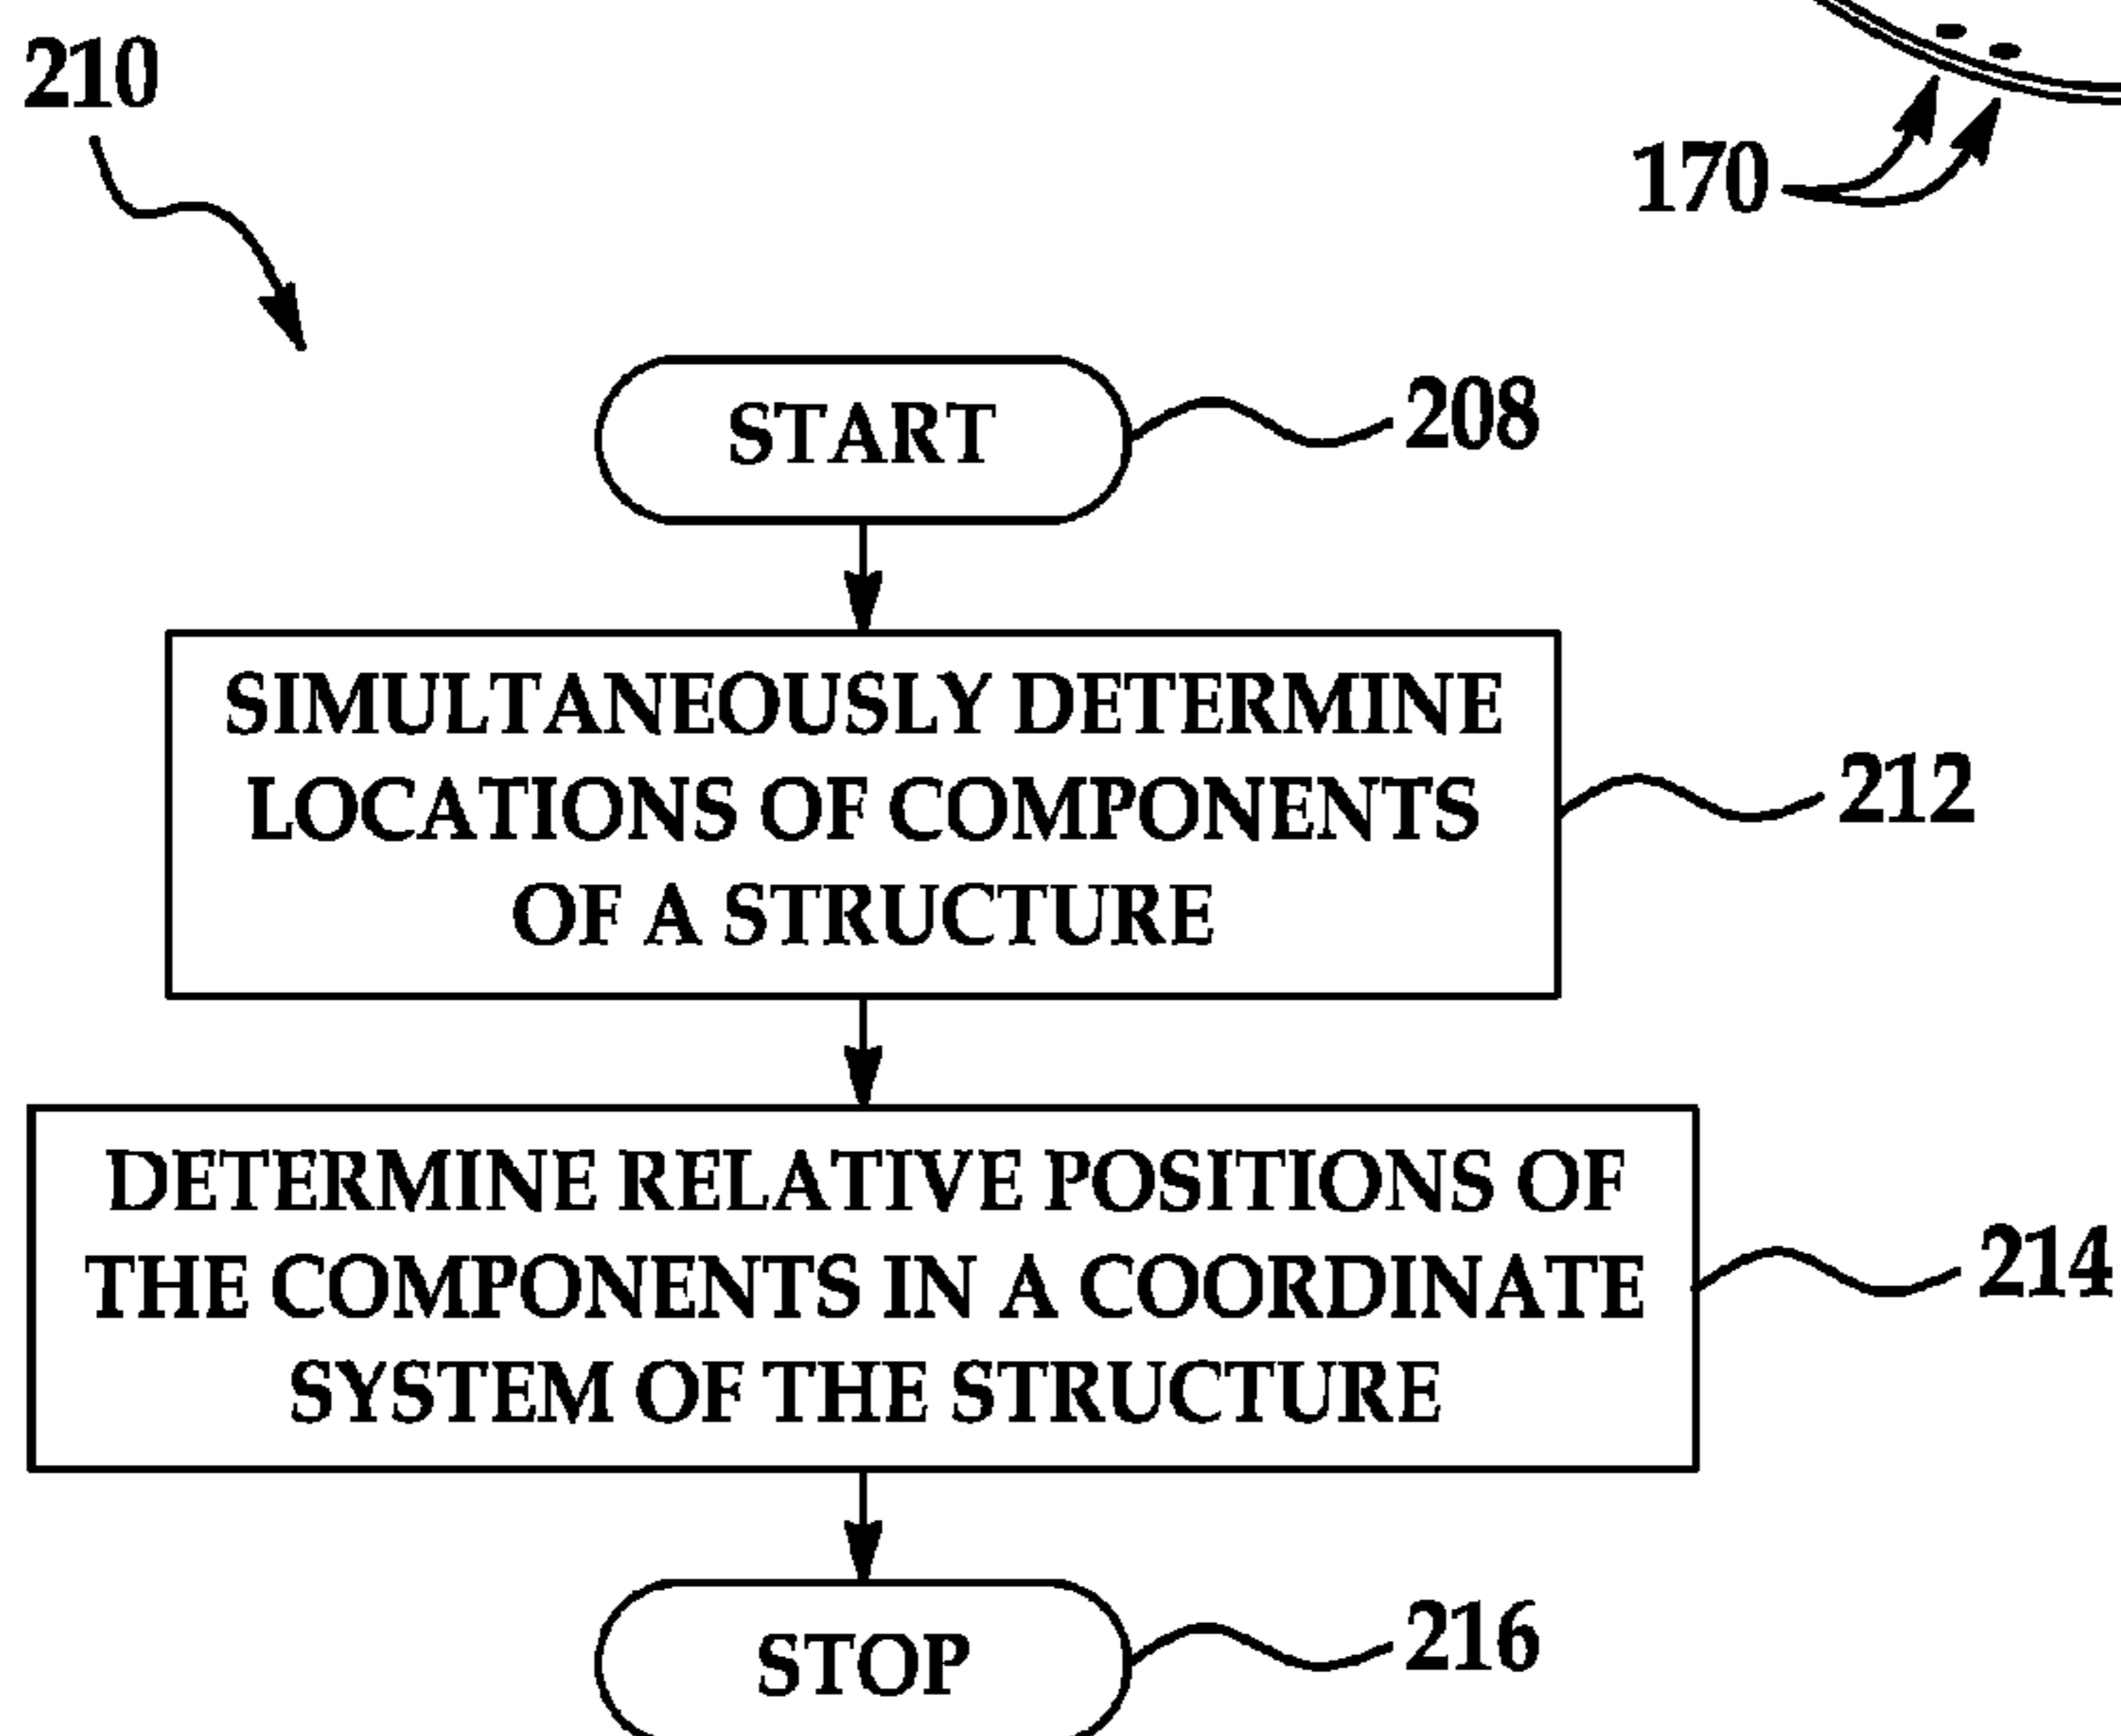 210
170
START
208
SIMULTANEOUSLY DETERMINE
LOCATIONS OF COMPONENTS
OF A STRUCTURE
212
DETERMINE RELATIVE POSITIONS OF
THE COMPONENTS IN A COORDINATE
SYSTEM OF THE STRUCTURE
214
STOP
216